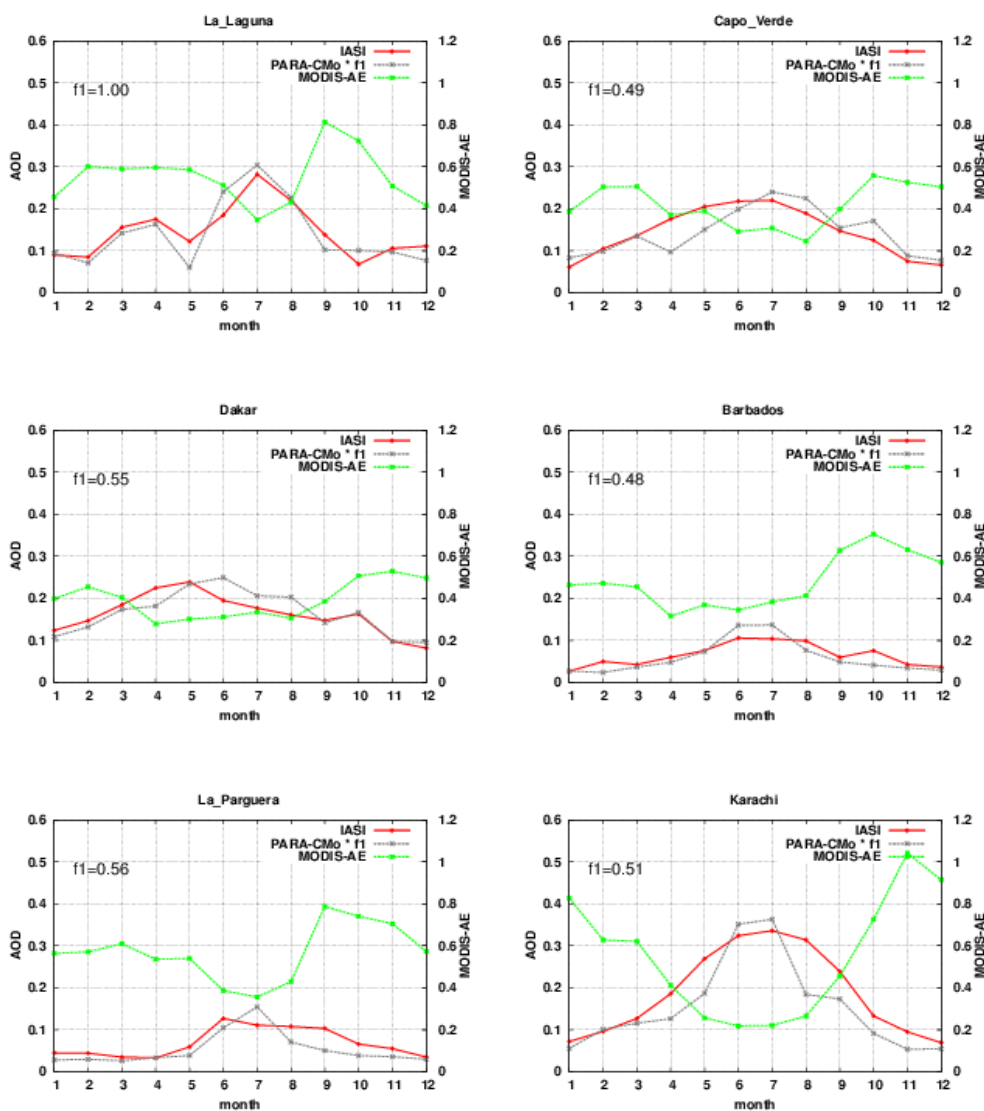 La_Laguna
0.6 0.5 0.4 0.3 0.2 0.1 0
1.2 1 0.8 0.6 0.4 0.2 0
IASI
PARA-CMo * f1
MODIS-AE
f1=1.00
AOD
MODIS-AE
1 2 3 4 5 6 7 8 9 10 11 12
month
Capo_Verde
0.6 0.5 0.4 0.3 0.2 0.1 0
1.2 1 0.8 0.6 0.4 0.2 0
IASI
PARA-CMo * f1
MODIS-AE
f1=0.49
AOD
MODIS-AE
1 2 3 4 5 6 7 8 9 10 11 12
month
Dakar
0.6 0.5 0.4 0.3 0.2 0.1 0
1.2 1 0.8 0.6 0.4 0.2 0
IASI
PARA-CMo * f1
MODIS-AE
f1=0.55
AOD
MODIS-AE
1 2 3 4 5 6 7 8 9 10 11 12
month
Barbados
0.6 0.5 0.4 0.3 0.2 0.1 0
1.2 1 0.8 0.6 0.4 0.2 0
IASI
PARA-CMo * f1
MODIS-AE
f1=0.48
AOD
MODIS-AE
1 2 3 4 5 6 7 8 9 10 11 12
month
La_Parguera
0.6 0.5 0.4 0.3 0.2 0.1 0
1.2 1 0.8 0.6 0.4 0.2 0
IASI
PARA-CMo * f1
MODIS-AE
f1=0.56
AOD
MODIS-AE
1 2 3 4 5 6 7 8 9 10 11 12
month
Karachi
0.6 0.5 0.4 0.3 0.2 0.1 0
1.2 1 0.8 0.6 0.4 0.2 0
IASI
PARA-CMo * f1
MODIS-AE
f1=0.51
AOD
MODIS-AE
1 2 3 4 5 6 7 8 9 10 11 12
month